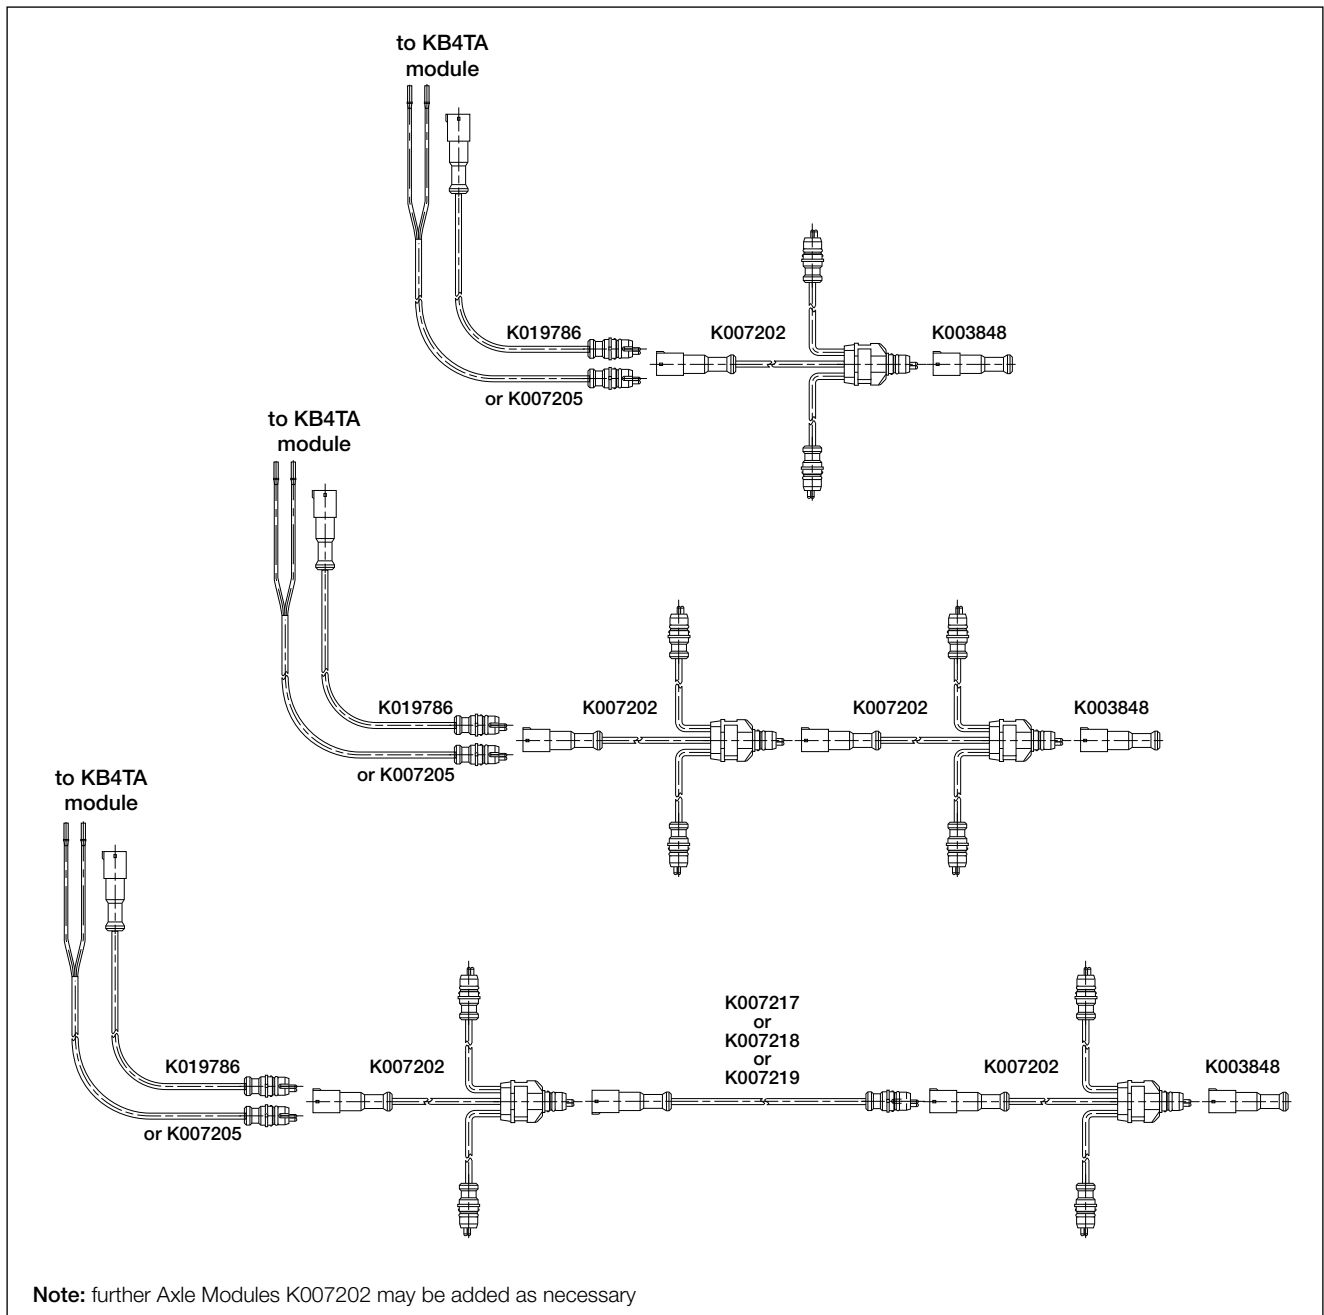 to KB4TA
module
K019786
K007202
K003848
or K007205
to KB4TA
module
K019786
K007202
K007202
K003848
or K007205
to KB4TA
module
K007217
or
K007218
or
K007219
K019786
K007202
K007202
K003848
or K007205
Note: further Axle Modules K007202 may be added as necessary